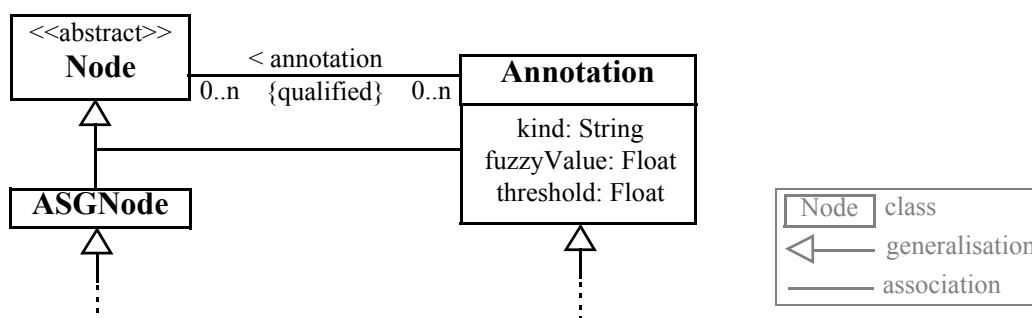 <<abstract>>
Node
< annotation
0..n {qualified} 0..n
Annotation
kind: String
fuzzyValue: Float
threshold: Float
ASGNode
Node class
generalisation
association